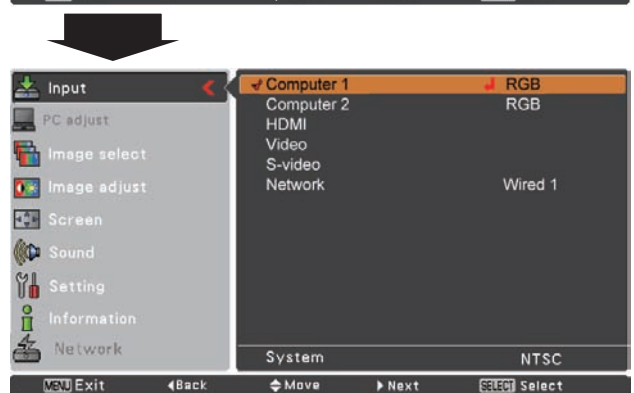 Input
PC adjust
Image select
Image adjust
Screen
Sound
Setting
Information
Network
Computer 1 RGB
Computer 2 RGB
HDMI
Video
S-video
Network Wired 1
System NTSC
MENU Exit Back Move Next SELECT Select